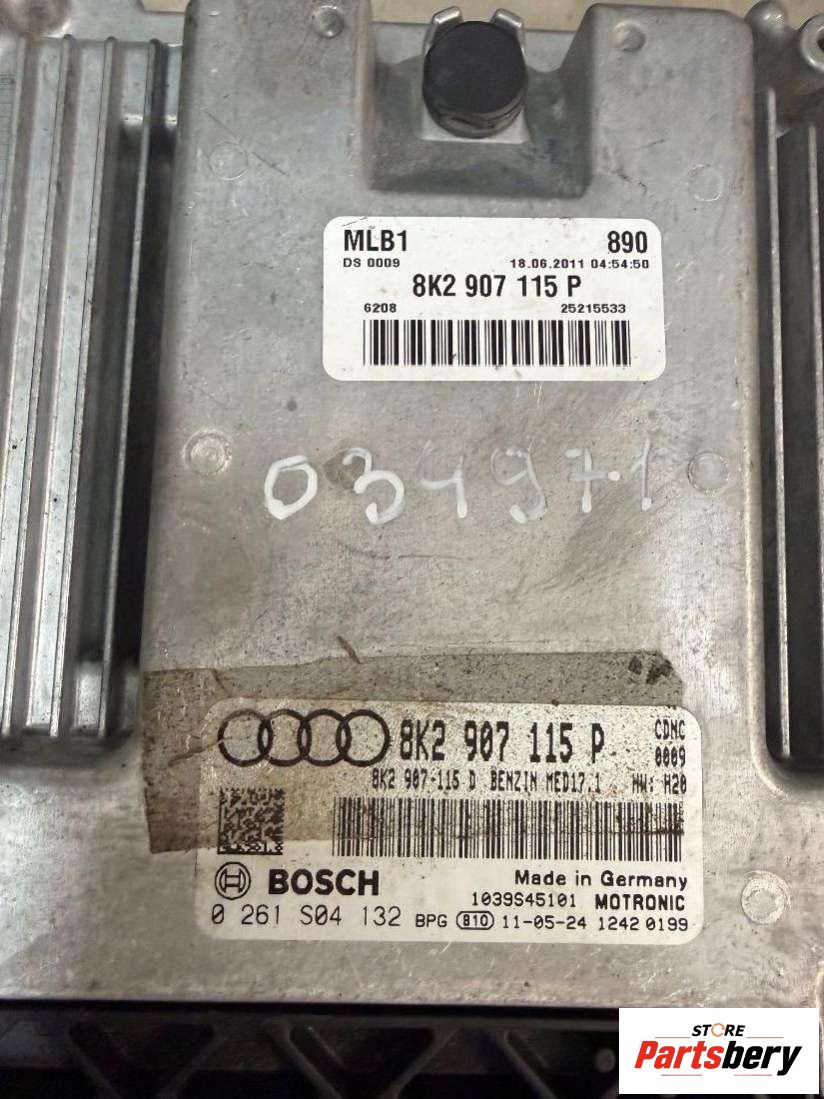 MLB1 890
DS 0009 18.06.2011 04:54:50
8K2 907 115 P
6208 25215533
034971
8K2 907 115 P CDNC
0009
8K2 907-115 D BENZIN MED17.1 HW: H20
BOSCH Made in Germany
1039S45101 MOTRONIC
0 261 S04 132 BPG 810 11-05-24 1242 0199
STORE
Partsbery